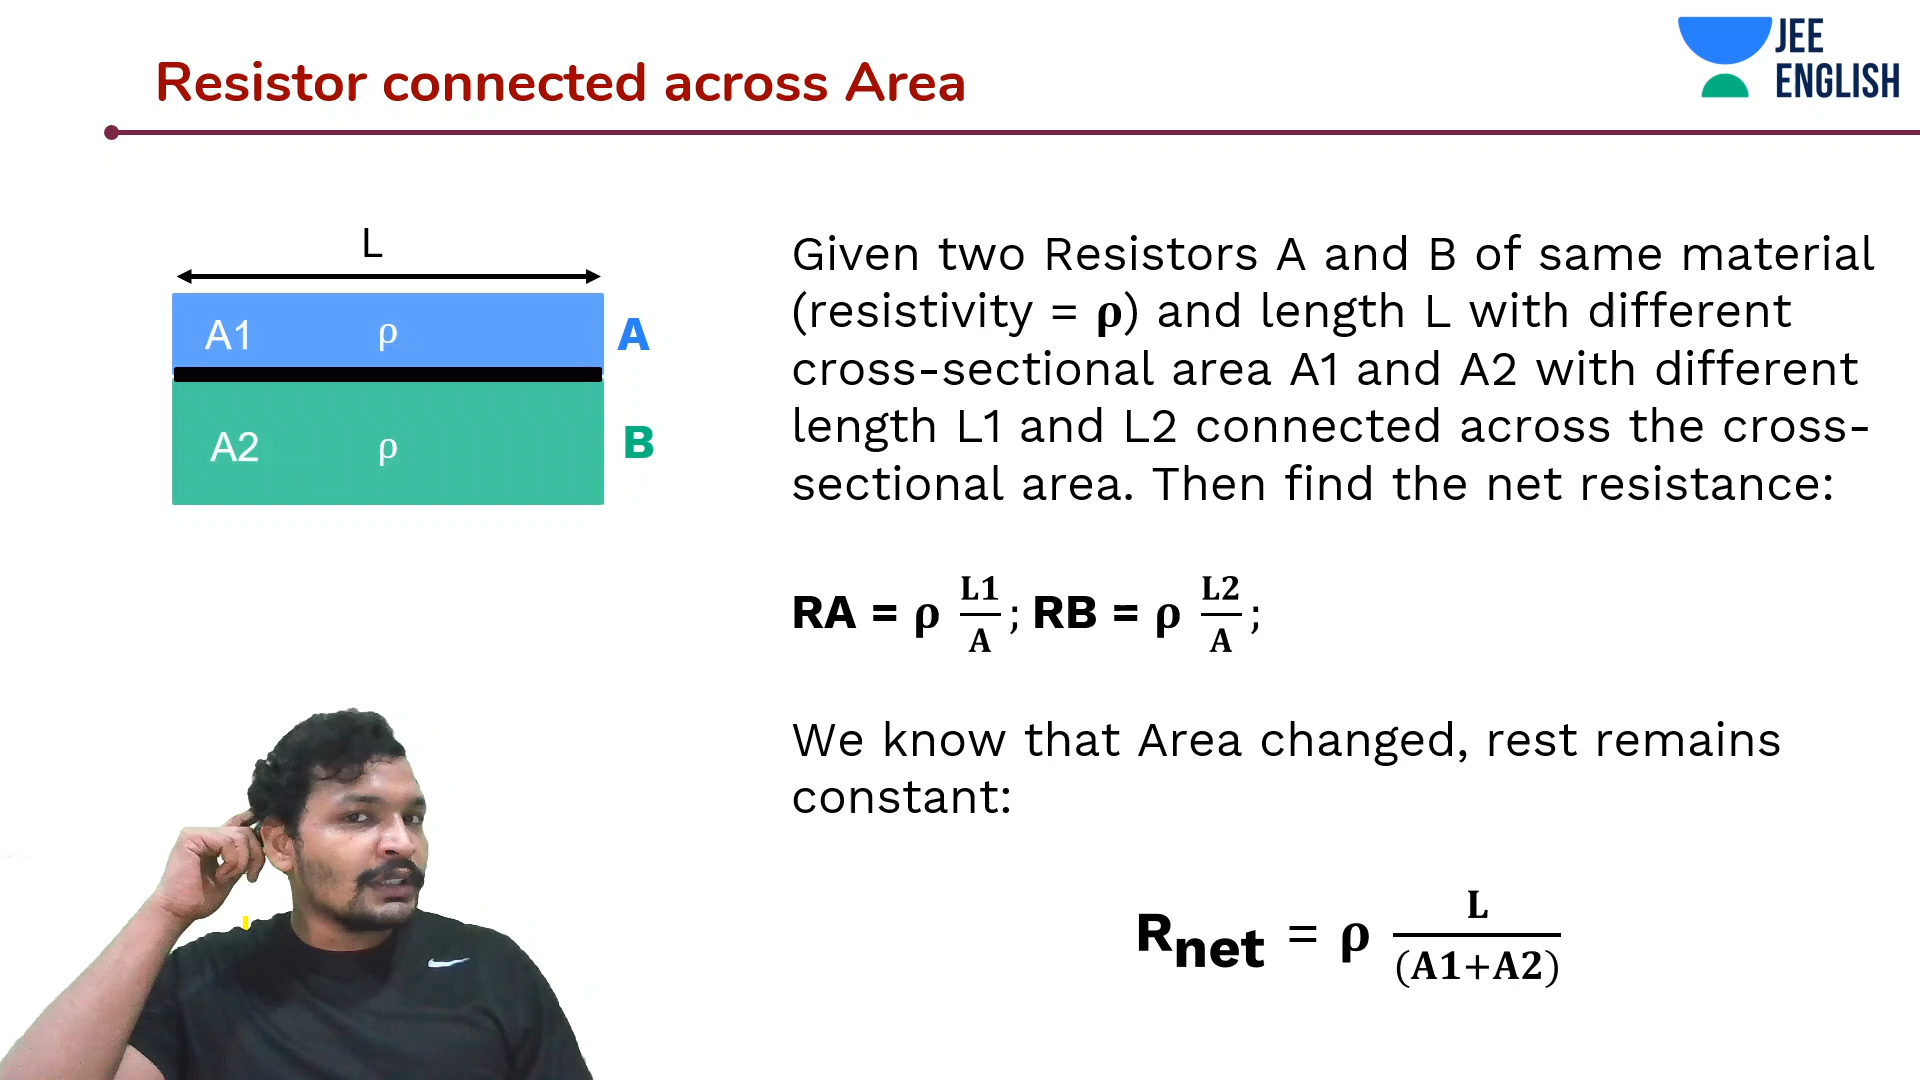 Resistor connected across Area
JEE
ENGLISH
L
A1 ρ A
A2 ρ B
Given two Resistors A and B of same material
(resistivity = ρ) and length L with different
cross-sectional area A1 and A2 with different
length L1 and L2 connected across the cross-
sectional area. Then find the net resistance:
RA = ρ L1/A ; RB = ρ L2/A ;
We know that Area changed, rest remains
constant:
Rnet = ρ L/(A1+A2)